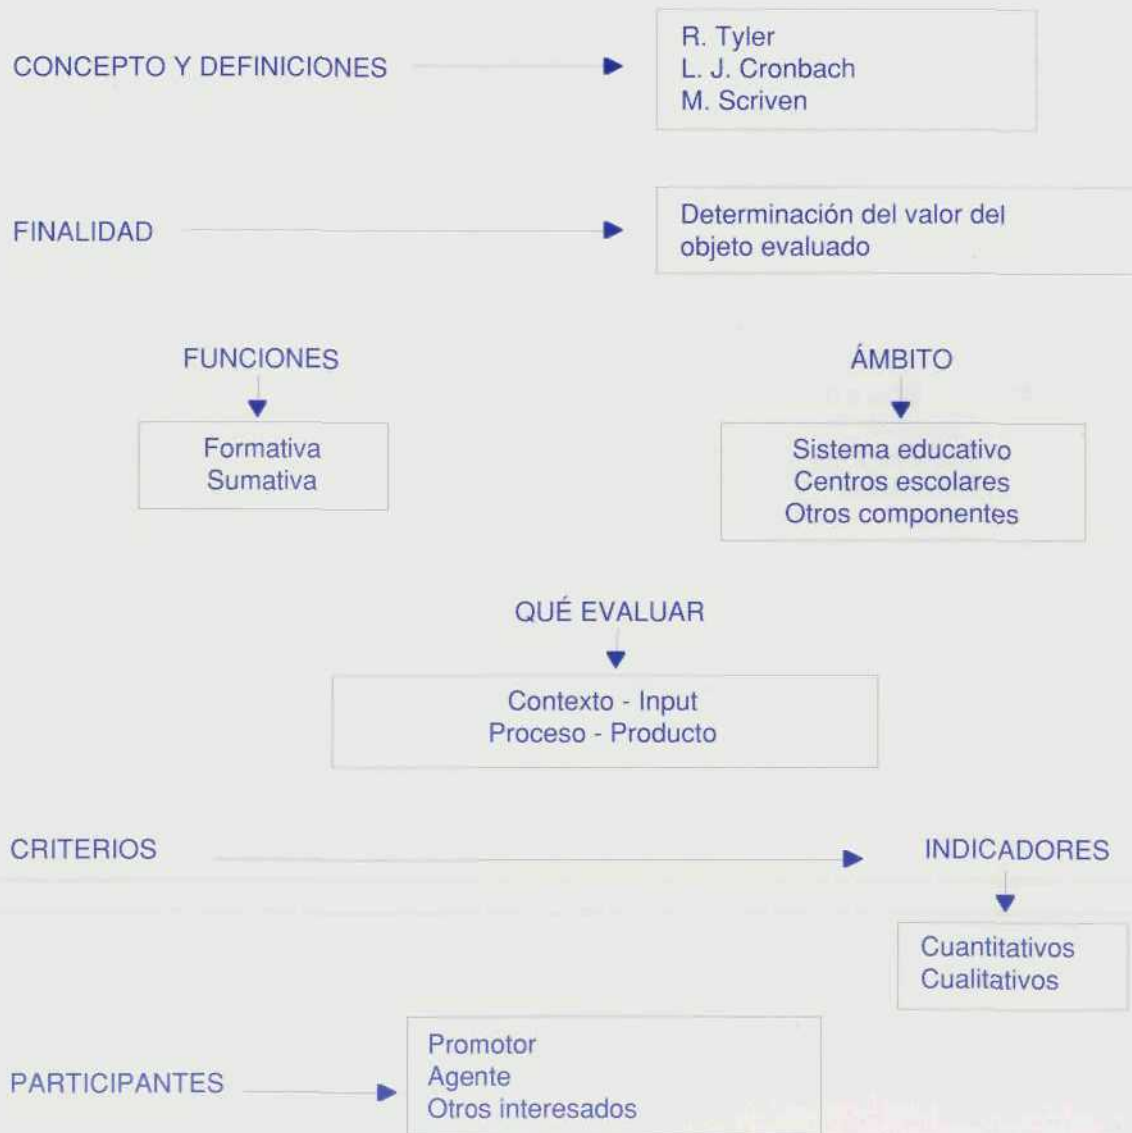 CONCEPTO Y DEFINICIONES
R. Tyler
L. J. Cronbach
M. Scriven
FINALIDAD
Determinación del valor del
objeto evaluado
FUNCIONES
Formativa
Sumativa
ÁMBITO
Sistema educativo
Centros escolares
Otros componentes
QUÉ EVALUAR
Contexto - Input
Proceso - Producto
CRITERIOS
INDICADORES
Cuantitativos
Cualitativos
PARTICIPANTES
Promotor
Agente
Otros interesados